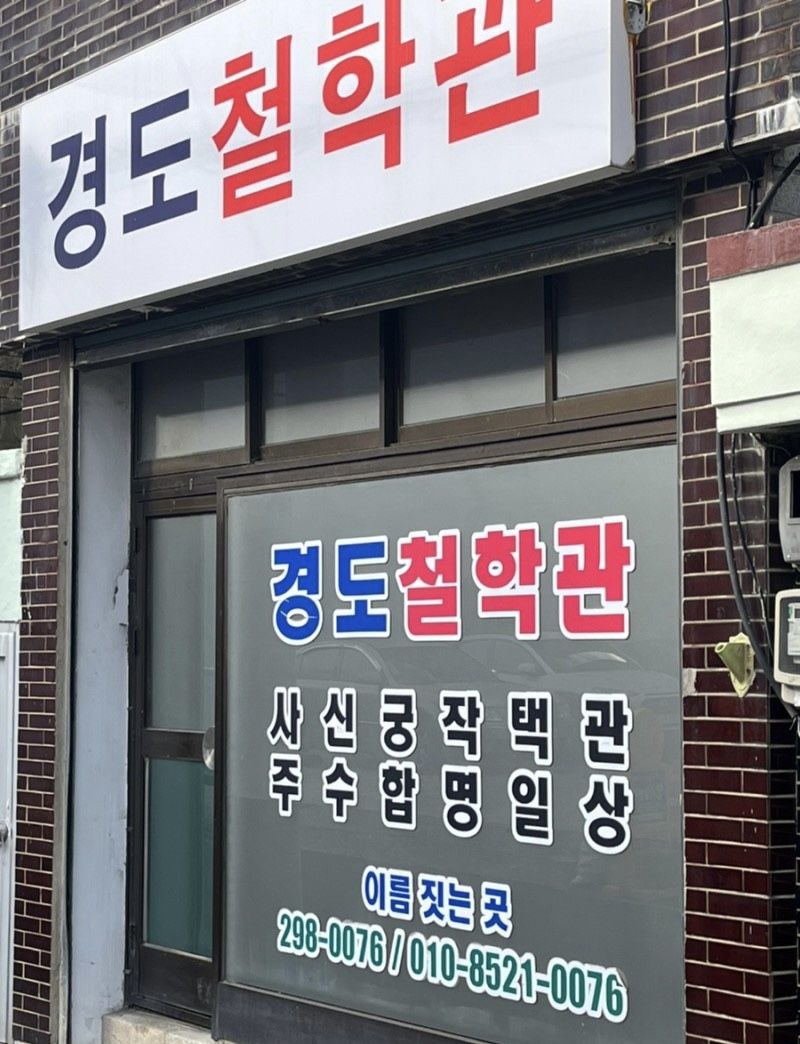 경도철학관
경도철학관
사 신 궁 작 택 관
주 수 합 명 일 상
이름 짓는 곳
298-0076 / 010-8521-0076